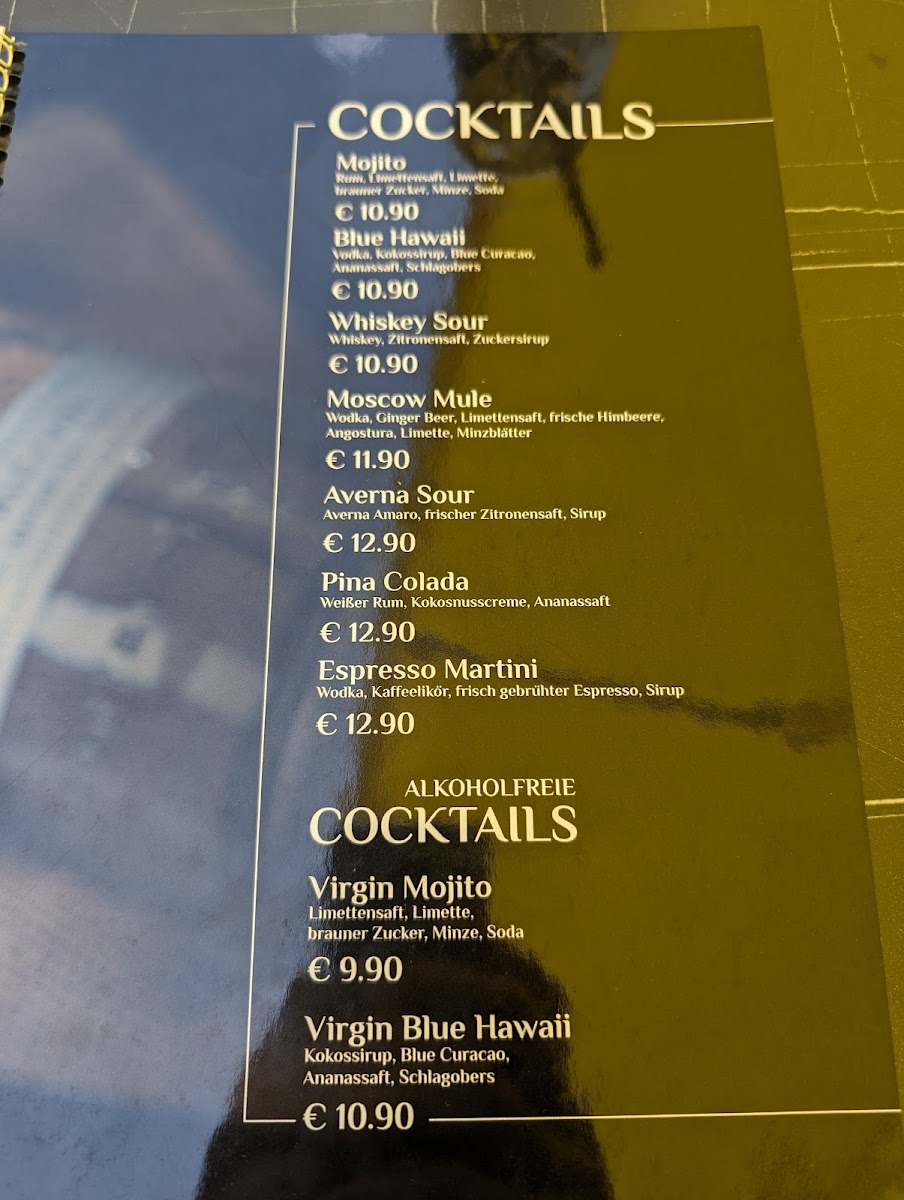 COCKTAILS
Mojito
Rum, Limettensaft, Limette,
brauner Zucker, Minze, Soda
€ 10.90
Blue Hawaii
Vodka, Kokossirup, Blue Curacao,
Ananassaft, Schlagobers
€ 10.90
Whiskey Sour
Whiskey, Zitronensaft, Zuckersirup
€ 10.90
Moscow Mule
Wodka, Ginger Beer, Limettensaft, frische Himbeere,
Angostura, Limette, Minzblätter
€ 11.90
Averna Sour
Averna Amaro, frischer Zitronensaft, Sirup
€ 12.90
Pina Colada
Weißer Rum, Kokosnusscreme, Ananassaft
€ 12.90
Espresso Martini
Wodka, Kaffeelikör, frisch gebrühter Espresso, Sirup
€ 12.90
ALKOHOLFREIE
COCKTAILS
Virgin Mojito
Limettensaft, Limette,
brauner Zucker, Minze, Soda
€ 9.90
Virgin Blue Hawaii
Kokossirup, Blue Curacao,
Ananassaft, Schlagobers
€ 10.90